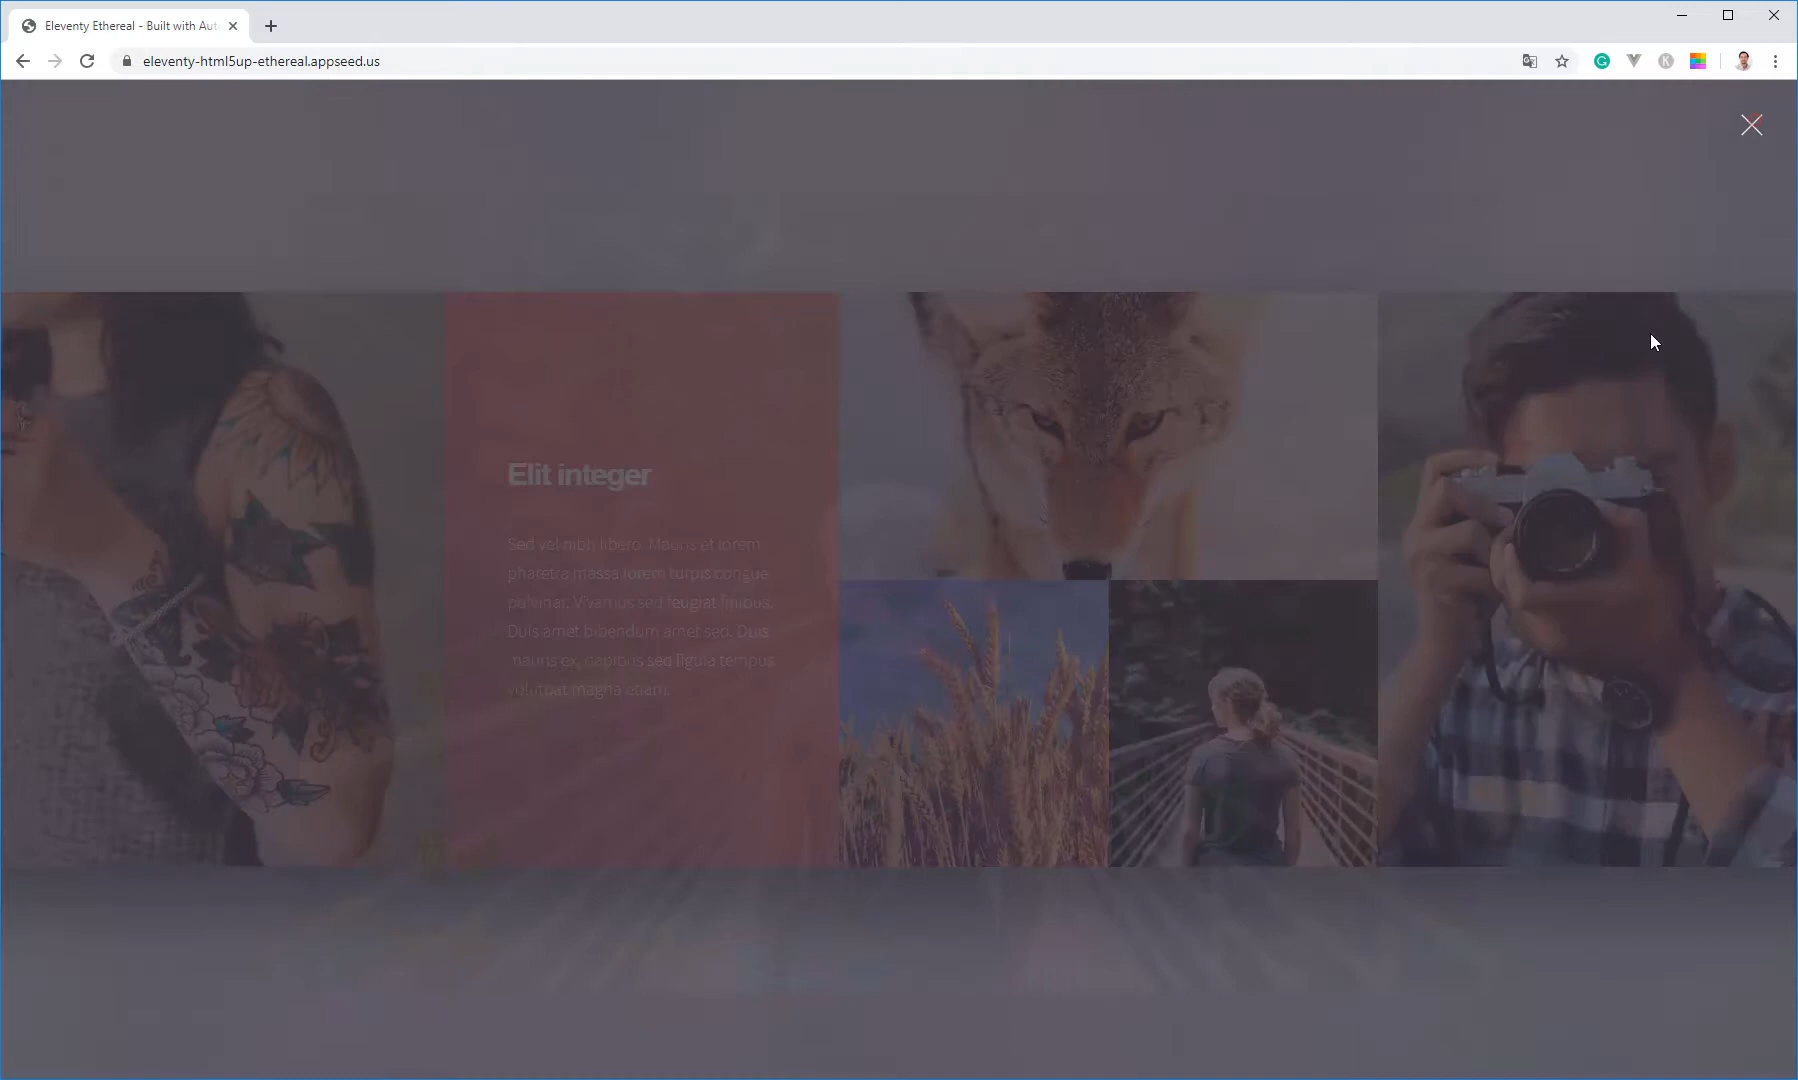 Eleventy Ethereal - Built with Aut
eleventy-html5up-ethereal.appseed.us
Elit integer
Sed vel nibh libero. Mauris et lorem
pharetra massa lorem turpis congue
pulvinar. Vivamus sed feugiat finibus.
Duis amet bibendum amet sed. Duis
mauris ex, dapibus sed ligula tempus
volutpat magna etiam.